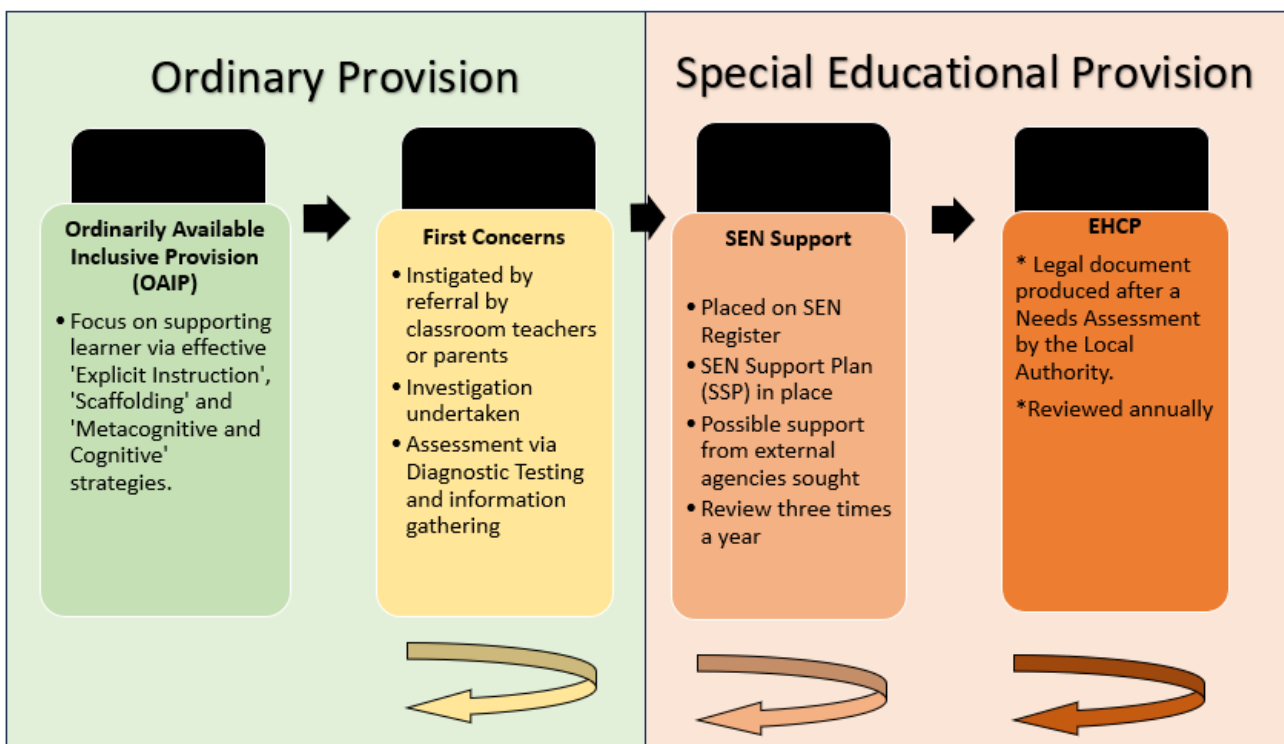 Ordinary Provision
Special Educational Provision
Ordinarily Available
Inclusive Provision
(OAIP)
• Focus on supporting
learner via effective
'Explicit Instruction',
'Scaffolding' and
'Metacognitive and
Cognitive'
strategies.
First Concerns
• Instigated by
referral by
classroom teachers
or parents
• Investigation
undertaken
• Assessment via
Diagnostic Testing
and information
gathering
SEN Support
• Placed on SEN
Register
• SEN Support Plan
(SSP) in place
• Possible support
from external
agencies sought
• Review three times
a year
EHCP
* Legal document
produced after a
Needs Assessment
by the Local
Authority.
*Reviewed annually